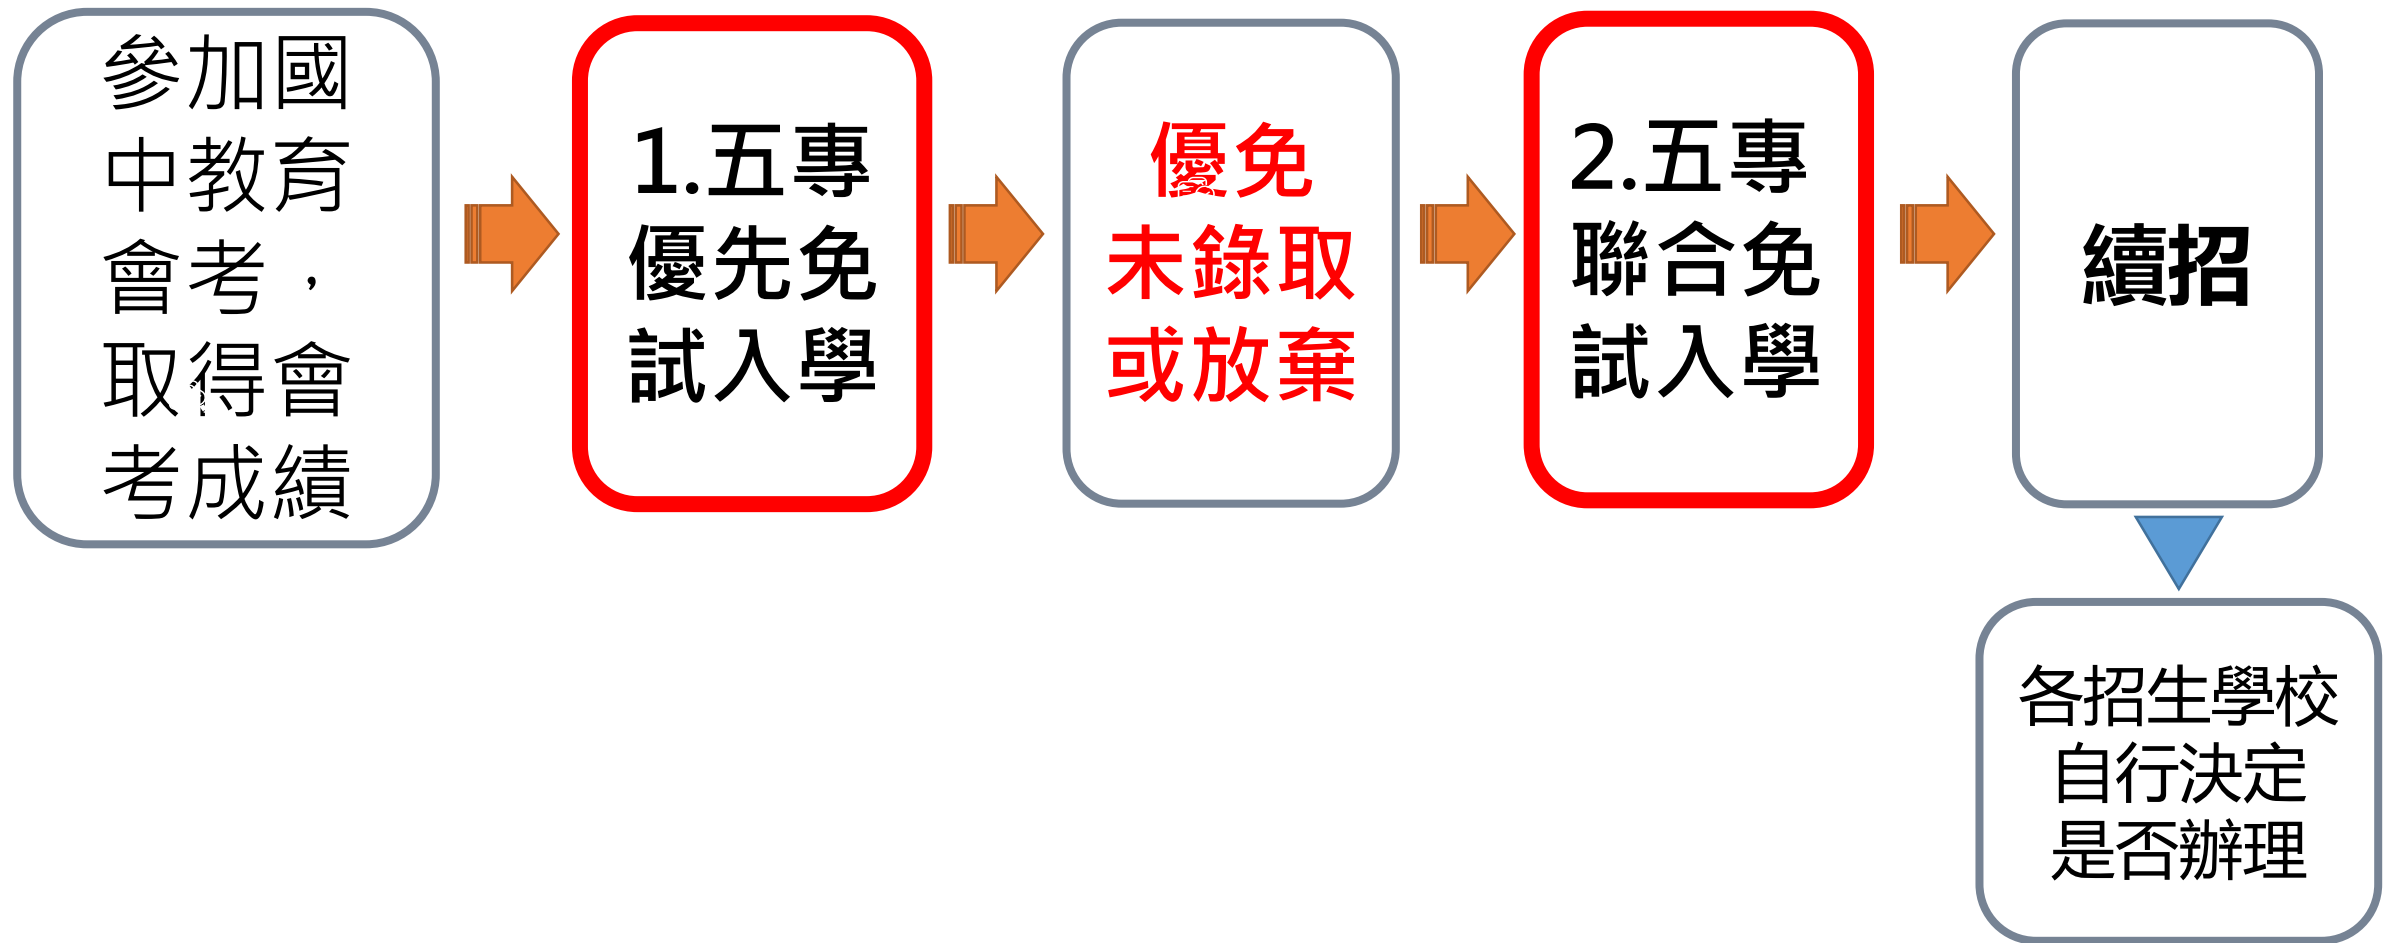 參加國
中教育
會考，
取得會
考成績
1.五專
優先免
試入學
優免
未錄取
或放棄
2.五專
聯合免
試入學
續招
各招生學校
自行決定
是否辦理